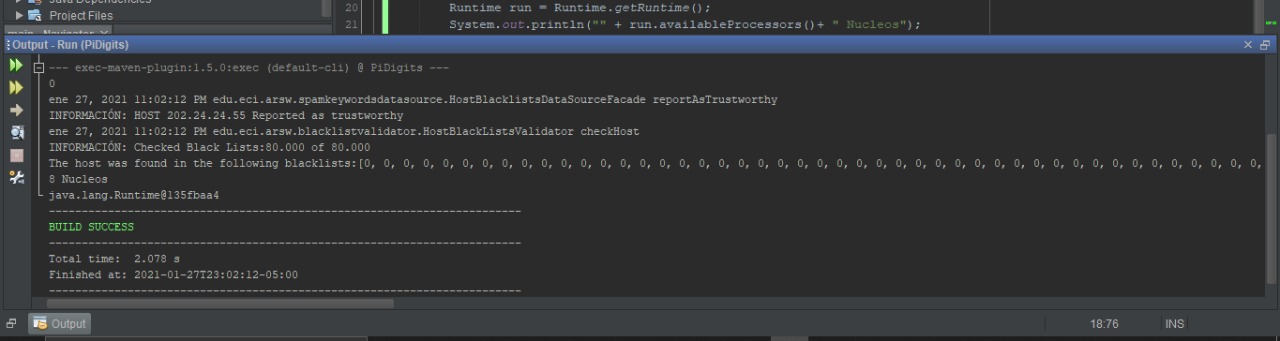 Java Dependencies
Project Files
main - Navigator
20 Runtime run = Runtime.getRuntime();
21 System.out.println("" + run.availableProcessors()+ " Nucleos");
Output - Run (PiDigits)
--- exec-maven-plugin:1.5.0:exec (default-cli) @ PiDigits ---
0
ene 27, 2021 11:02:12 PM edu.eci.arsw.spamkeywordsdatasource.HostBlacklistsDataSourceFacade reportAsTrustworthy
INFORMACIÓN: HOST 202.24.24.55 Reported as trustworthy
ene 27, 2021 11:02:12 PM edu.eci.arsw.blacklistvalidator.HostBlackListsValidator checkHost
INFORMACIÓN: Checked Black Lists:80.000 of 80.000
The host was found in the following blacklists:[0, 0, 0, 0, 0, 0, 0, 0, 0, 0, 0, 0, 0, 0, 0, 0, 0, 0, 0, 0, 0, 0, 0, 0, 0, 0, 0, 0, 0, 0, 0, 0, 0, 0, 0, 0, 0, 0, 0, 0, 0, 0, 0, 0, 0, 0,
8 Nucleos
java.lang.Runtime@135fbaa4
------------------------------------------------------------------------
BUILD SUCCESS
------------------------------------------------------------------------
Total time:  2.078 s
Finished at: 2021-01-27T23:02:12-05:00
------------------------------------------------------------------------
Output
18:76 INS